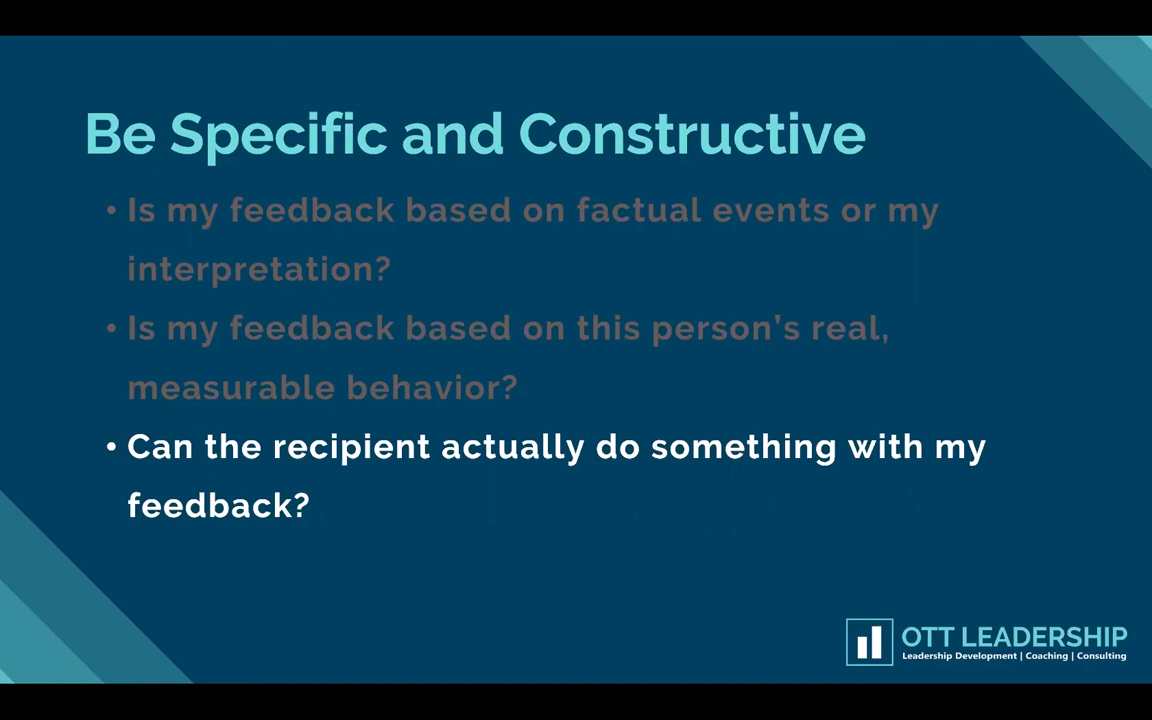 Be Specific and Constructive
• Is my feedback based on factual events or my
interpretation?
• Is my feedback based on this person’s real,
measurable behavior?
• Can the recipient actually do something with my
feedback?
OTT LEADERSHIP
Leadership Development | Coaching | Consulting